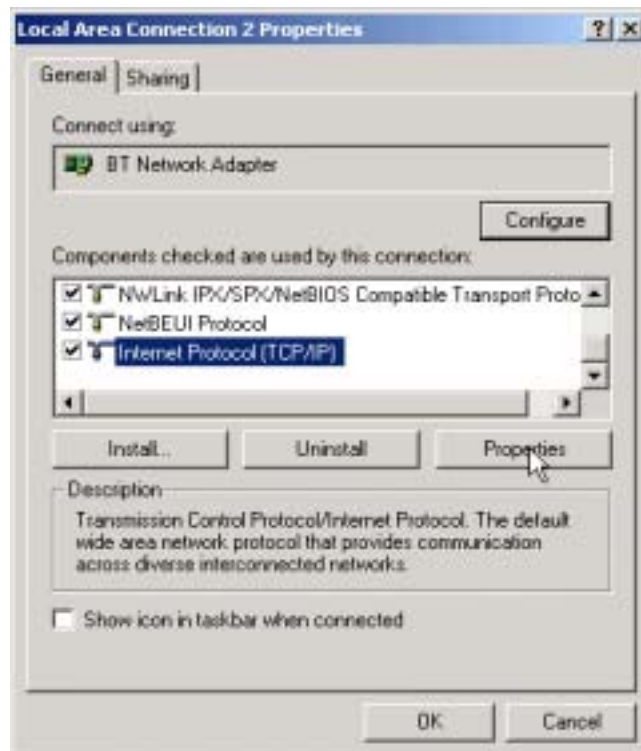 Local Area Connection 2 Properties
General
Sharing
Connect using:
BT Network Adapter
Configure
Components checked are used by this connection:
NWLink IPX/SPX/NetBIOS Compatible Transport Proto
NetBEUI Protocol
Internet Protocol (TCP/IP)
Install...
Uninstall
Properties
Description
Transmission Control Protocol/Internet Protocol. The default
wide area network protocol that provides communication
across diverse interconnected networks.
Show icon in taskbar when connected
OK
Cancel